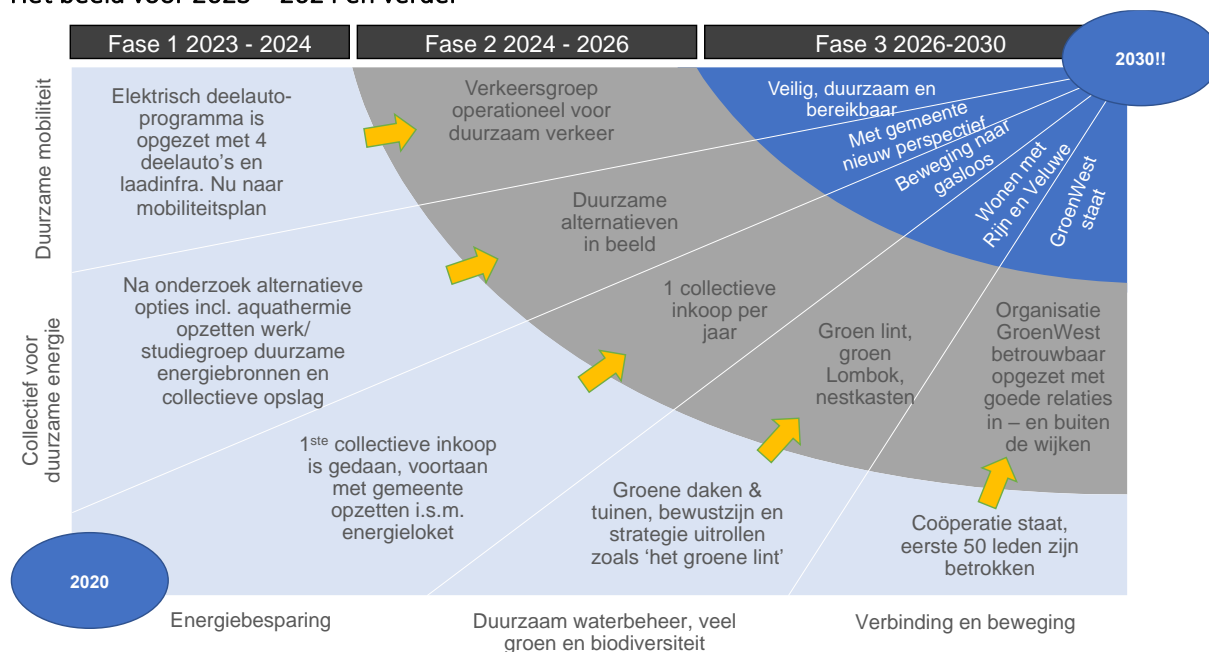 Het beeld voor 2023 – 2024 en verder
Fase 1 2023 - 2024
Fase 2 2024 - 2026
Fase 3 2026-2030
2030!!
Duurzame mobiliteit
Elektrisch deelauto-
programma is
opgezet met 4
deelauto's en
laadinfra. Nu naar
mobiliteitsplan
Verkeersgroep
operationeel voor
duurzaam verkeer
Veilig, duurzaam en
bereikbaar
Collectief voor
duurzame energie
Na onderzoek alternatieve
opties incl. aquathermie
opzetten werk/
studiegroep duurzame
energiebronnen en
collectieve opslag
Duurzame
alternatieven
in beeld
Met gemeente
nieuw perspectief
1ste collectieve inkoop
is gedaan, voortaan
met gemeente
opzetten i.s.m.
energieloket
1 collectieve
inkoop per
jaar
Beweging naar
gasloos
Groene daken &
tuinen, bewustzijn en
strategie uitrollen
zoals 'het groene lint'
Groen lint,
groen
Lombok,
nestkasten
Wonen met
Rijn en Veluwe
Coöperatie staat,
eerste 50 leden zijn
betrokken
Organisatie
GroenWest
betrouwbaar
opgezet met
goede relaties
in – en buiten
de wijken
GroenWest
staat
2020
Energiebesparing
Duurzaam waterbeheer, veel
groen en biodiversiteit
Verbinding en beweging